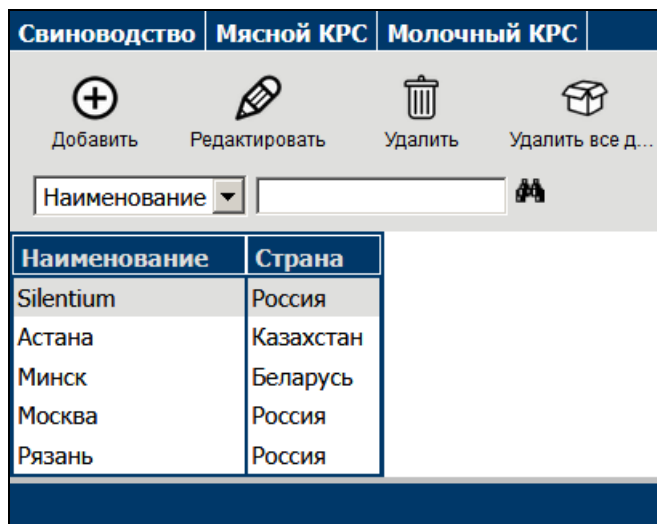 Свиноводство Мясной КРС Молочный КРС
Добавить Редактировать Удалить Удалить все д...
Наименование
Наименование Страна
Silentium Россия
Астана Казахстан
Минск Беларусь
Москва Россия
Рязань Россия